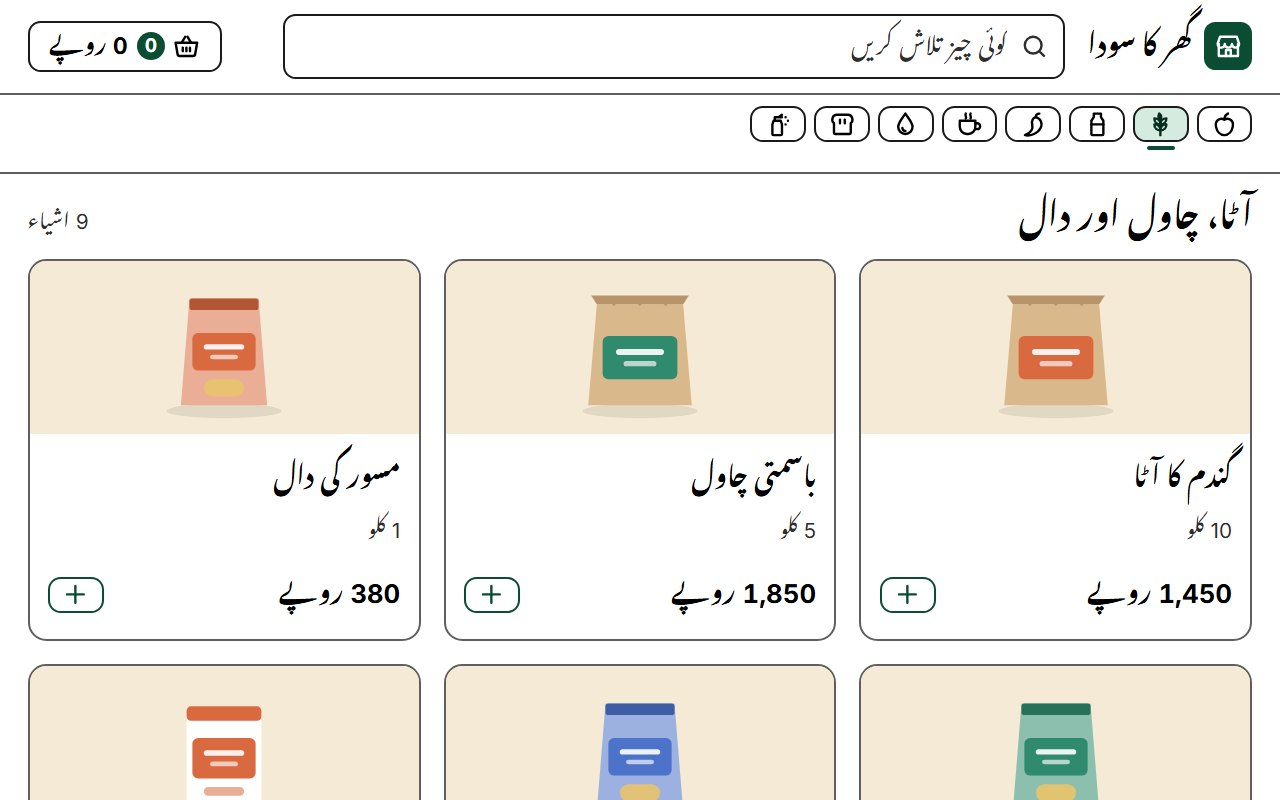 گھر کا سودا
کوئی چیز تلاش کریں
0 0 روپے
آٹا، چاول اور دال
9 اشیاء
گندم کا آٹا
10 کلو
1,450 روپے
باسمتی چاول
5 کلو
1,850 روپے
مسور کی دال
1 کلو
380 روپے